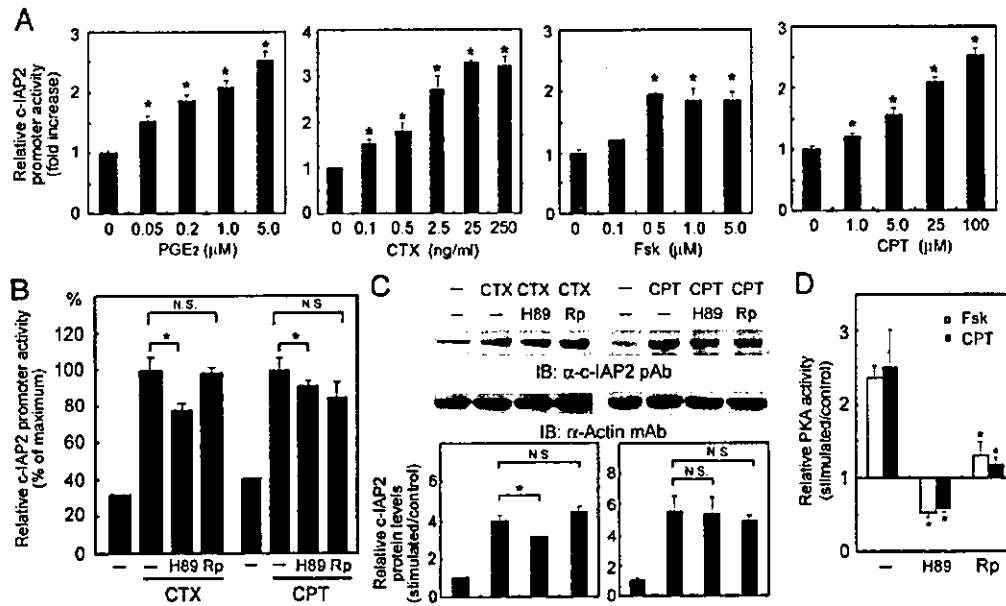 A
Relative c-IAP2
promoter activity
(fold increase)
3
2
1
0
0 0.05 0.2 1.0 5.0
PGE2 (μM)
* * * *
4
3
2
1
0
0 0.1 0.5 2.5 25 250
CTX (ng/ml)
* * * * *
3
2
1
0
0 0.1 0.5 1.0 5.0
Fsk (μM)
* * *
3
2
1
0
0 1.0 5.0 25 100
CPT (μM)
* * * *
B
%
Relative c-IAP2 promoter activity
(% of maximum)
120
100
80
60
40
20
0
N.S.
*
N S
*
– – H89 Rp – – H89 Rp
CTX CPT
C
– CTX CTX CTX – CPT CPT CPT
– H89 Rp – H89 Rp
IB: α-c-IAP2 pAb
IB: α-Actin mAb
Relative c-IAP2
protein levels
(stimulated/control)
6
4
2
0
N S
*
8
6
4
2
0
N S
N.S.
D
Relative PKA activity
(stimulated/control)
3
2
1
0
Fsk
CPT
* * * *
– H89 Rp